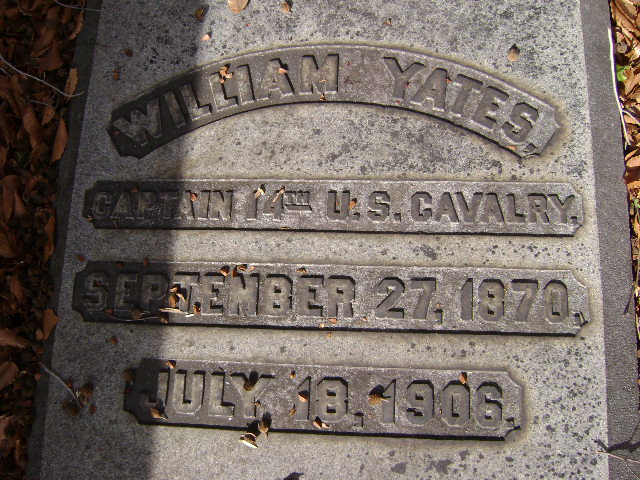 WILLIAM YATES
CAPTAIN 14TH U.S. CAVALRY.
SEPTEMBER 27, 1870.
JULY 18, 1906.